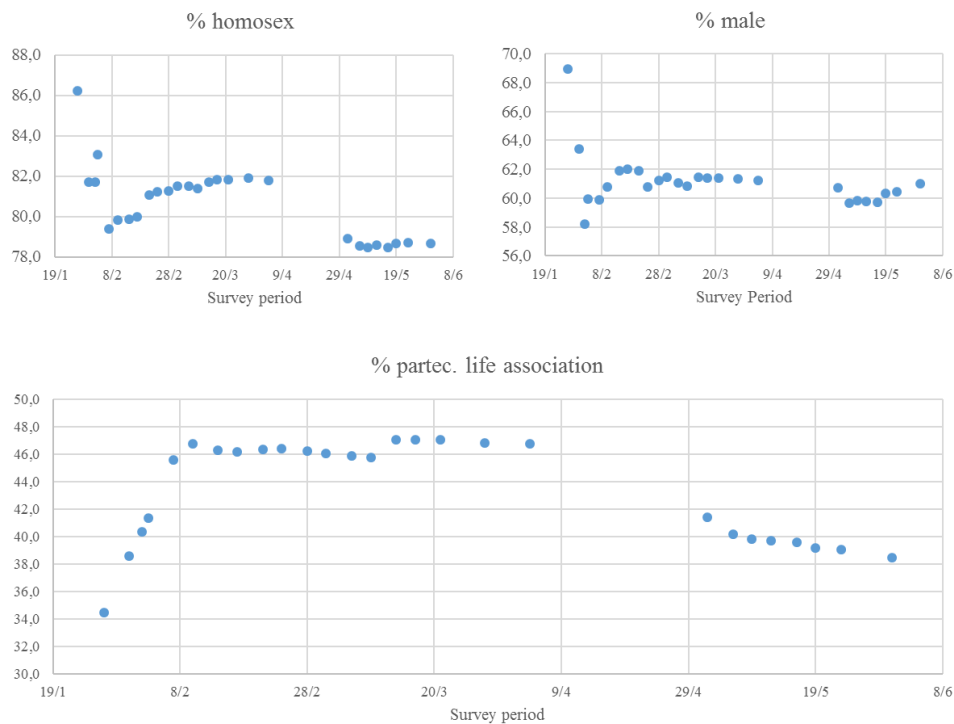 % homosex
88,0
86,0
84,0
82,0
80,0
78,0
19/1 8/2 28/2 20/3 9/4 29/4 19/5 8/6
Survey period
% male
70,0
68,0
66,0
64,0
62,0
60,0
58,0
56,0
19/1 8/2 28/2 20/3 9/4 29/4 19/5 8/6
Survey Period
% partec. life association
50,0
48,0
46,0
44,0
42,0
40,0
38,0
36,0
34,0
32,0
30,0
19/1 8/2 28/2 20/3 9/4 29/4 19/5 8/6
Survey period